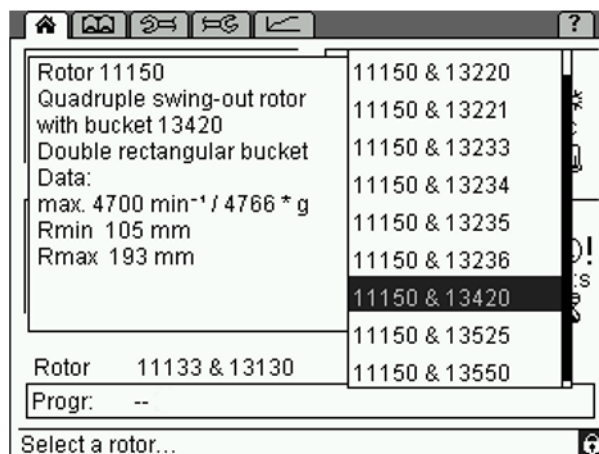 ?
Rotor 11150
Quadruple swing-out rotor
with bucket 13420
Double rectangular bucket
Data:
max. 4700 min⁻¹ / 4766 * g
Rmin 105 mm
Rmax 193 mm
11150 & 13220
11150 & 13221
11150 & 13233
11150 & 13234
11150 & 13235
11150 & 13236
11150 & 13420
11150 & 13525
11150 & 13550
Rotor 11133 & 13130
Progr: --
Select a rotor...